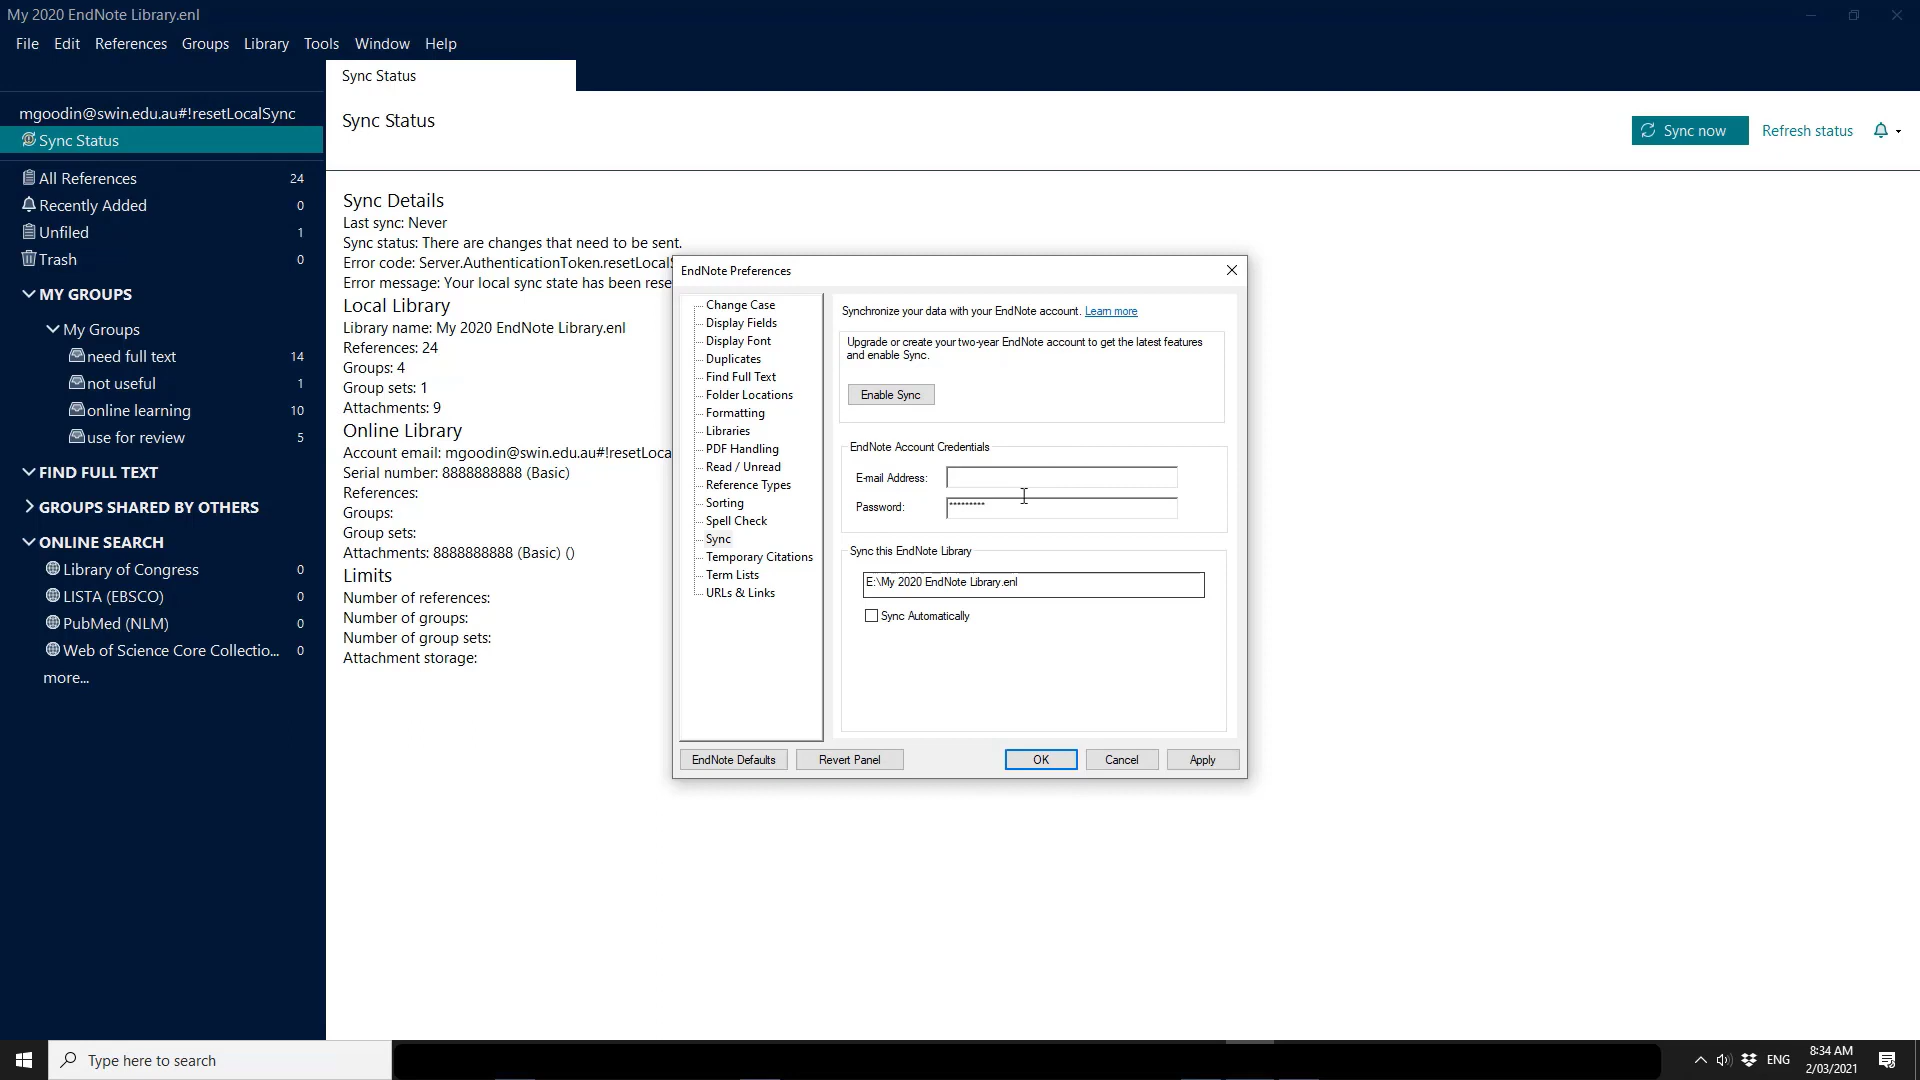 My 2020 EndNote Library.enl
File Edit References Groups Library Tools Window Help
mgoodin@swin.edu.au#!resetLocalSync
Sync Status
All References 24
Recently Added 0
Unfiled 1
Trash 0
MY GROUPS
My Groups
need full text 14
not useful 1
online learning 10
use for review 5
FIND FULL TEXT
GROUPS SHARED BY OTHERS
ONLINE SEARCH
Library of Congress 0
LISTA (EBSCO) 0
PubMed (NLM) 0
Web of Science Core Collectio... 0
more...
Sync Status
Sync Status
Sync now Refresh status
Sync Details
Last sync: Never
Sync status: There are changes that need to be sent.
Error code: Server.AuthenticationToken.resetLocal
Error message: Your local sync state has been rese
Local Library
Library name: My 2020 EndNote Library.enl
References: 24
Groups: 4
Group sets: 1
Attachments: 9
Online Library
Account email: mgoodin@swin.edu.au#!resetLoca
Serial number: 8888888888 (Basic)
References:
Groups:
Group sets:
Attachments: 8888888888 (Basic) ()
Limits
Number of references:
Number of groups:
Number of group sets:
Attachment storage:
EndNote Preferences
Change Case
Display Fields
Display Font
Duplicates
Find Full Text
Folder Locations
Formatting
Libraries
PDF Handling
Read / Unread
Reference Types
Sorting
Spell Check
Sync
Temporary Citations
Term Lists
URLs & Links
Synchronize your data with your EndNote account. Learn more
Upgrade or create your two-year EndNote account to get the latest features
and enable Sync.
Enable Sync
EndNote Account Credentials
E-mail Address:
Password: *********
Sync this EndNote Library
E:\My 2020 EndNote Library.enl
Sync Automatically
EndNote Defaults Revert Panel OK Cancel Apply
Type here to search
ENG
8:34 AM
2/03/2021